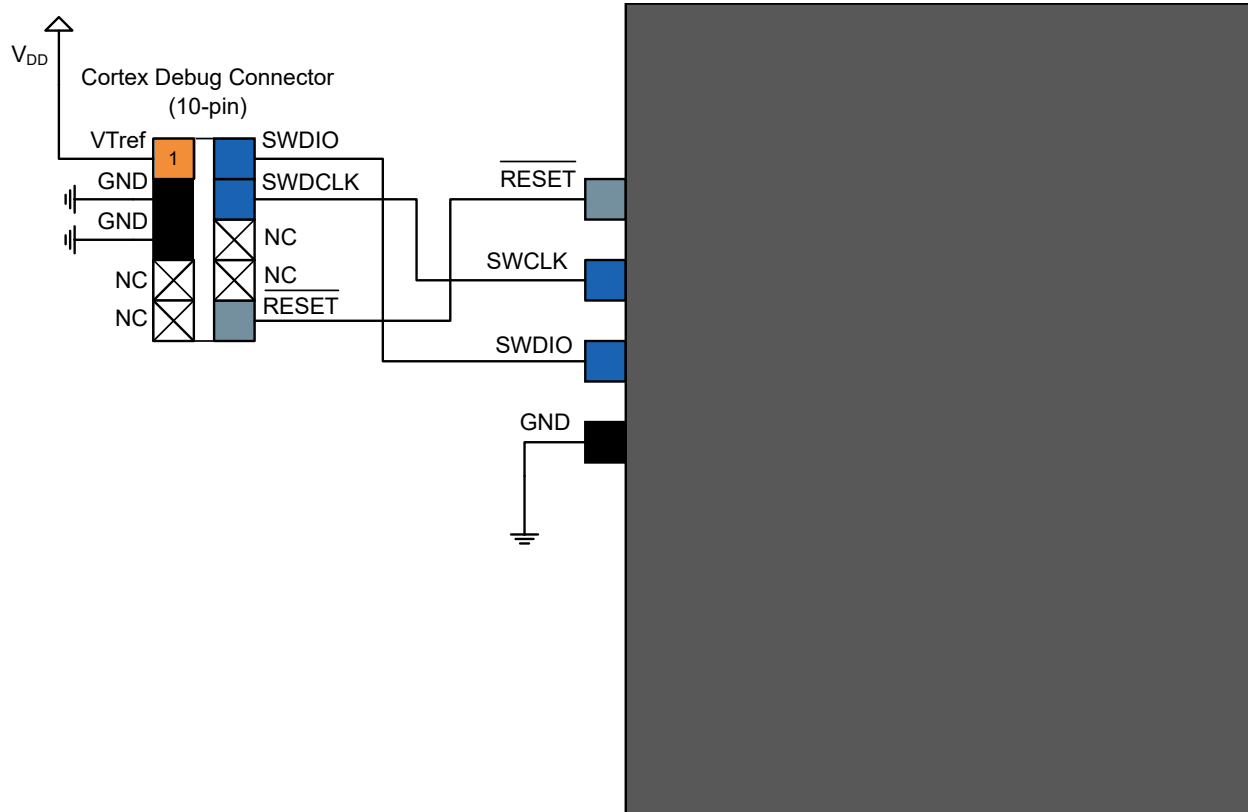 VDD
Cortex Debug Connector
(10-pin)
VTref
1
SWDIO
GND
SWDCLK
GND
NC
NC
NC
NC
RESET
RESET
SWCLK
SWDIO
GND